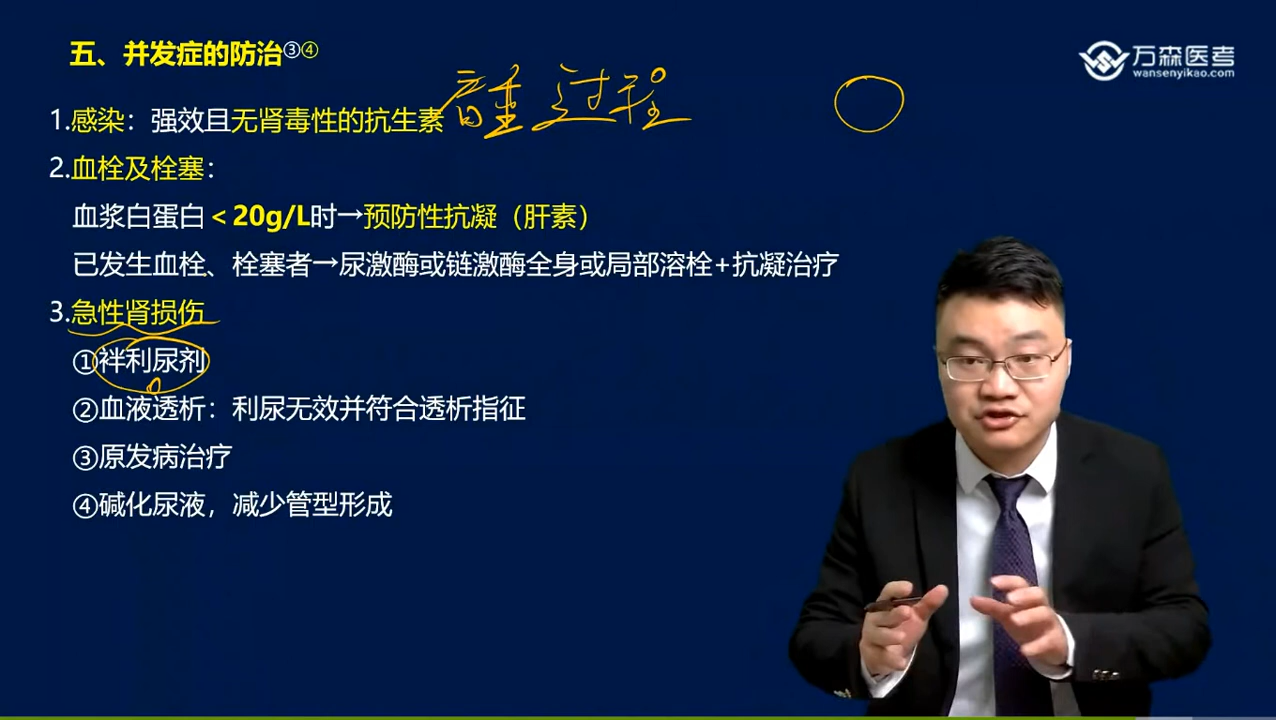 五、并发症的防治③④
万森医考
wansenyikao.com
1.感染：强效且无肾毒性的抗生素
重过程
2.血栓及栓塞：
血浆白蛋白＜20g/L时→预防性抗凝（肝素）
已发生血栓、栓塞者→尿激酶或链激酶全身或局部溶栓+抗凝治疗
3.急性肾损伤
①袢利尿剂
②血液透析：利尿无效并符合透析指征
③原发病治疗
④碱化尿液，减少管型形成